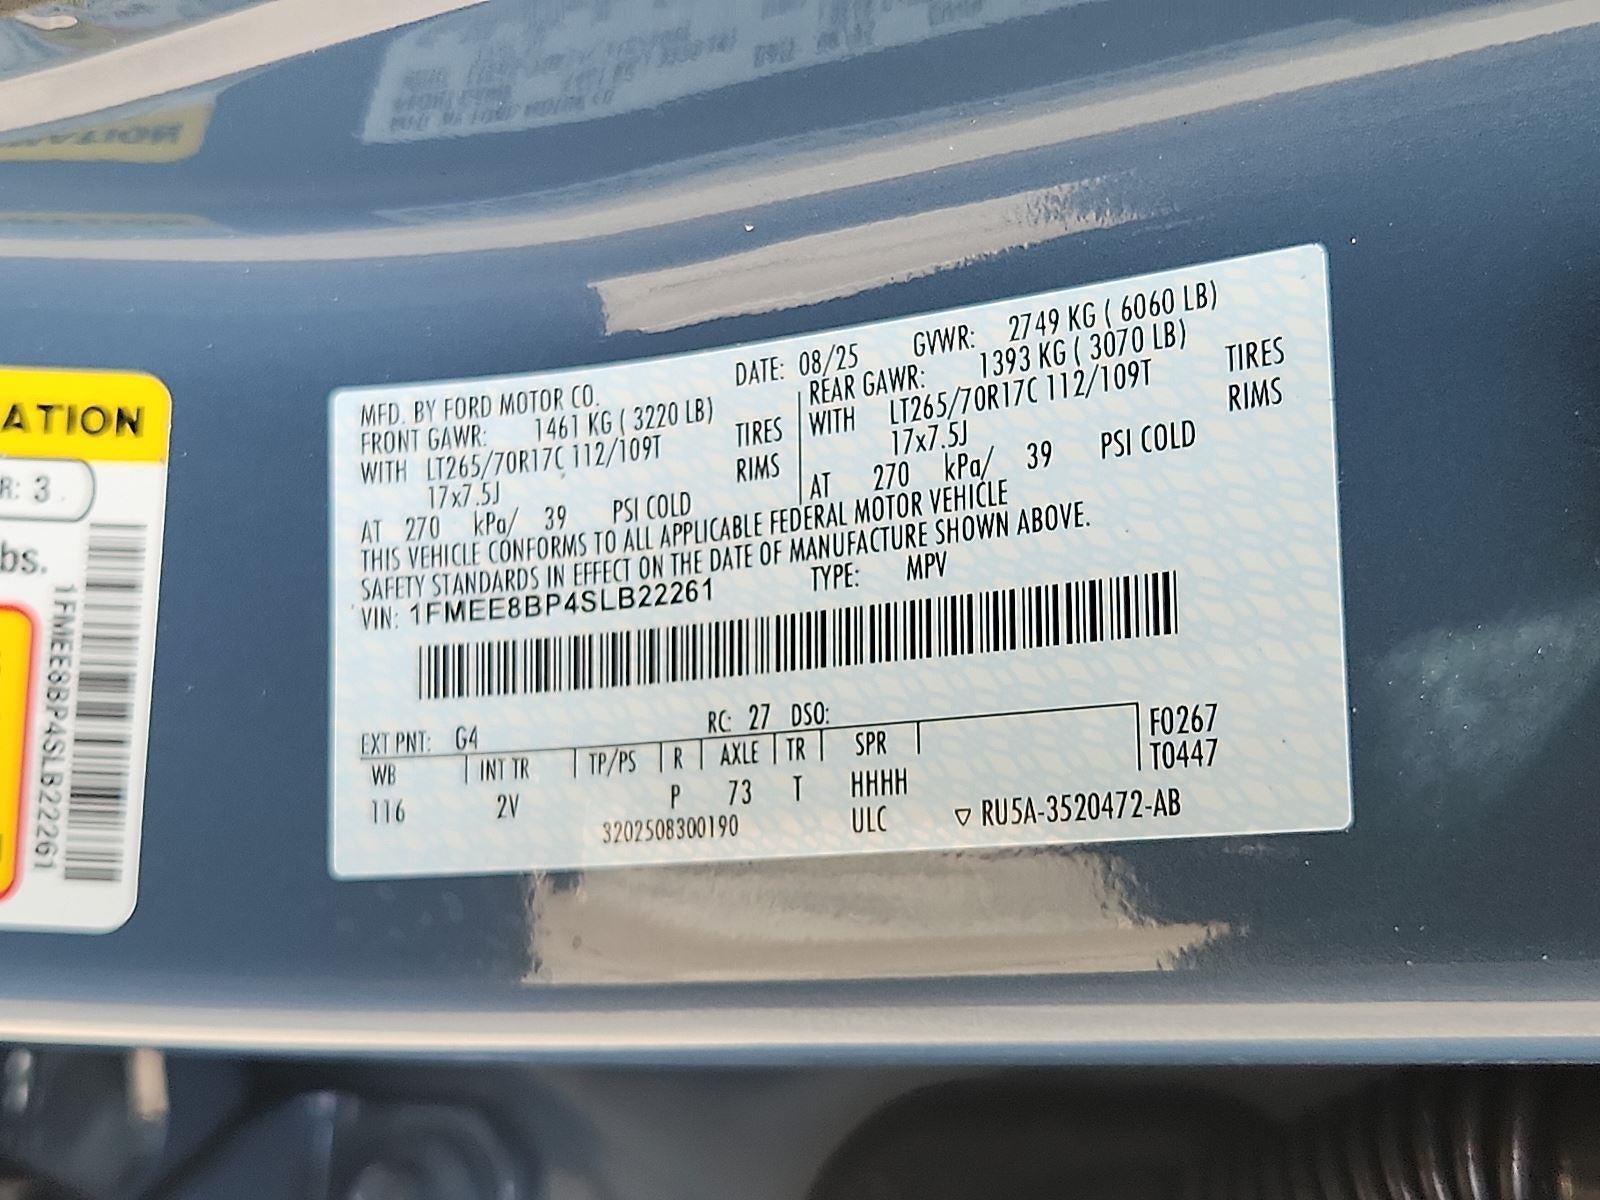 MFD. BY FORD MOTOR CO.
DATE: 08/25
GVWR: 2749 KG ( 6060 LB)
FRONT GAWR: 1461 KG ( 3220 LB)
WITH LT265/70R17C 112/109T TIRES
17x7.5J RIMS
AT 270 kPa/ 39 PSI COLD
REAR GAWR: 1393 KG ( 3070 LB)
WITH LT265/70R17C 112/109T TIRES
17x7.5J RIMS
AT 270 kPa/ 39 PSI COLD
THIS VEHICLE CONFORMS TO ALL APPLICABLE FEDERAL MOTOR VEHICLE
SAFETY STANDARDS IN EFFECT ON THE DATE OF MANUFACTURE SHOWN ABOVE.
VIN: 1FMEE8BP4SLB22261 TYPE: MPV
EXT PNT: G4 RC: 27 DSO: F0267
WB INT TR TP/PS R AXLE TR SPR T0447
116 2V P 73 T HHHH
3202508300190 ULC ▽ RU5A-3520472-AB
ATION
R: 3
bs.
1FMEE8BP4SLB22261